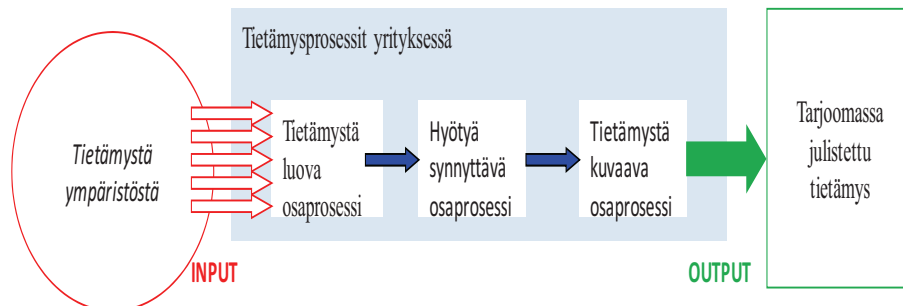 Tietämysprosessit yrityksessä
Tietämystä
ympäristöstä
Tietämystä
luova
osaprosessi
Hyötyä
synnyttävä
osaprosessi
Tietämystä
kuvaava
osaprosessi
Tarjoomassa
julistettu
tietämys
INPUT
OUTPUT